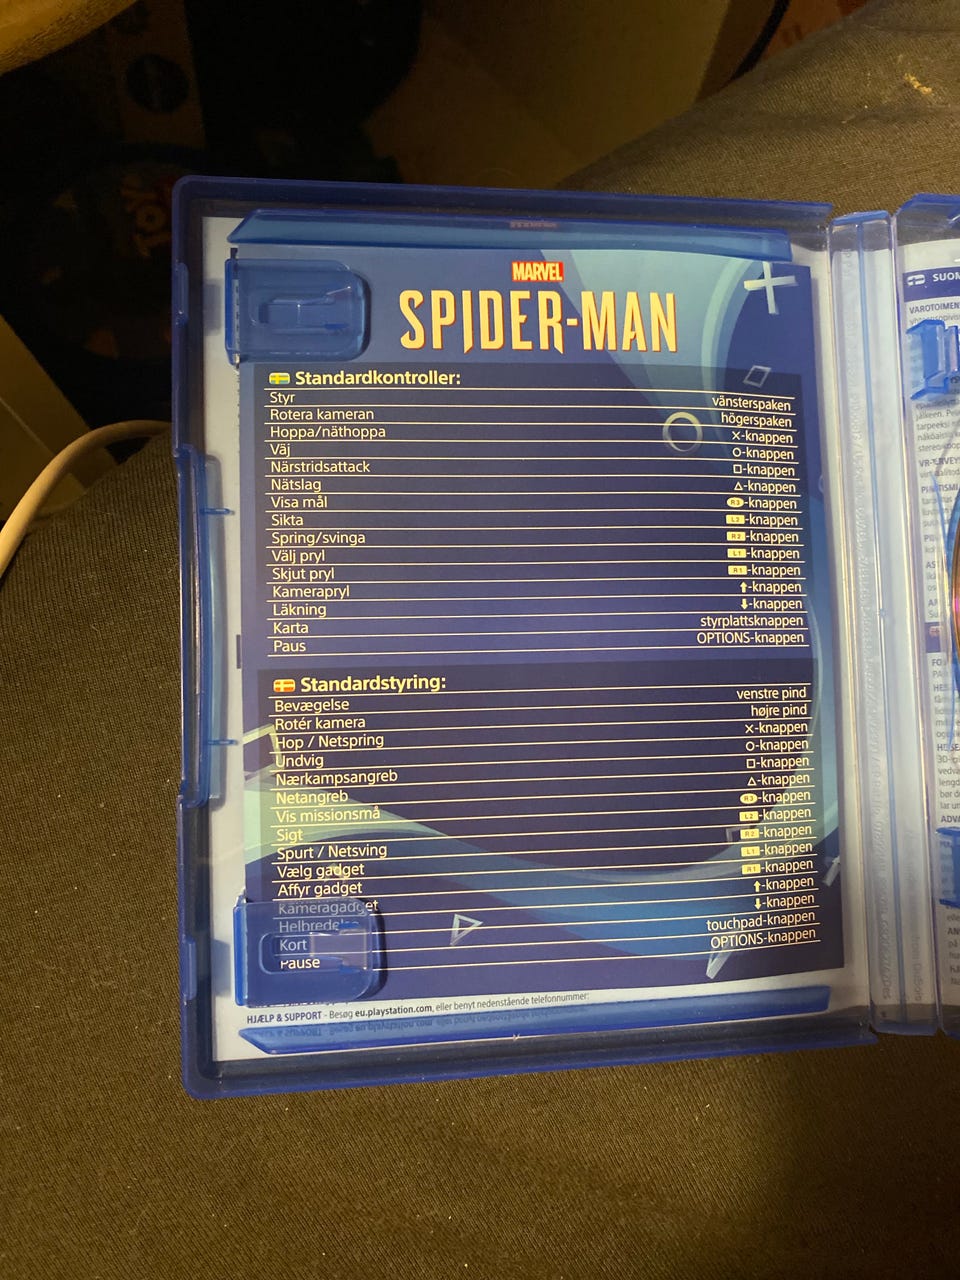 MARVEL
SPIDER-MAN
Standardkontroller:
Styr vänsterspaken
Rotera kameran högerspaken
Hoppa/näthoppa ✕-knappen
Väj ○-knappen
Närstridsattack □-knappen
Nätslag △-knappen
Visa mål R3-knappen
Sikta L2-knappen
Spring/svinga R2-knappen
Välj pryl L1-knappen
Skjut pryl R1-knappen
Kamerapryl ↑-knappen
Läkning ↓-knappen
Karta styrplattsknappen
Paus OPTIONS-knappen
Standardstyring:
Bevægelse venstre pind
Rotér kamera højre pind
Hop / Netspring ✕-knappen
Undvig ○-knappen
Nærkampsangreb □-knappen
Netangreb △-knappen
Vis missionsmå R3-knappen
Sigt L2-knappen
Spurt / Netsving R2-knappen
Vælg gadget L1-knappen
Affyr gadget R1-knappen
Kameragadget ↑-knappen
Helbredelse ↓-knappen
Kort touchpad-knappen
Pause OPTIONS-knappen
HJÆLP & SUPPORT - Besøg eu.playstation.com, eller benyt nedenstående telefonnummer:
SUOM
VAROTOIMEN